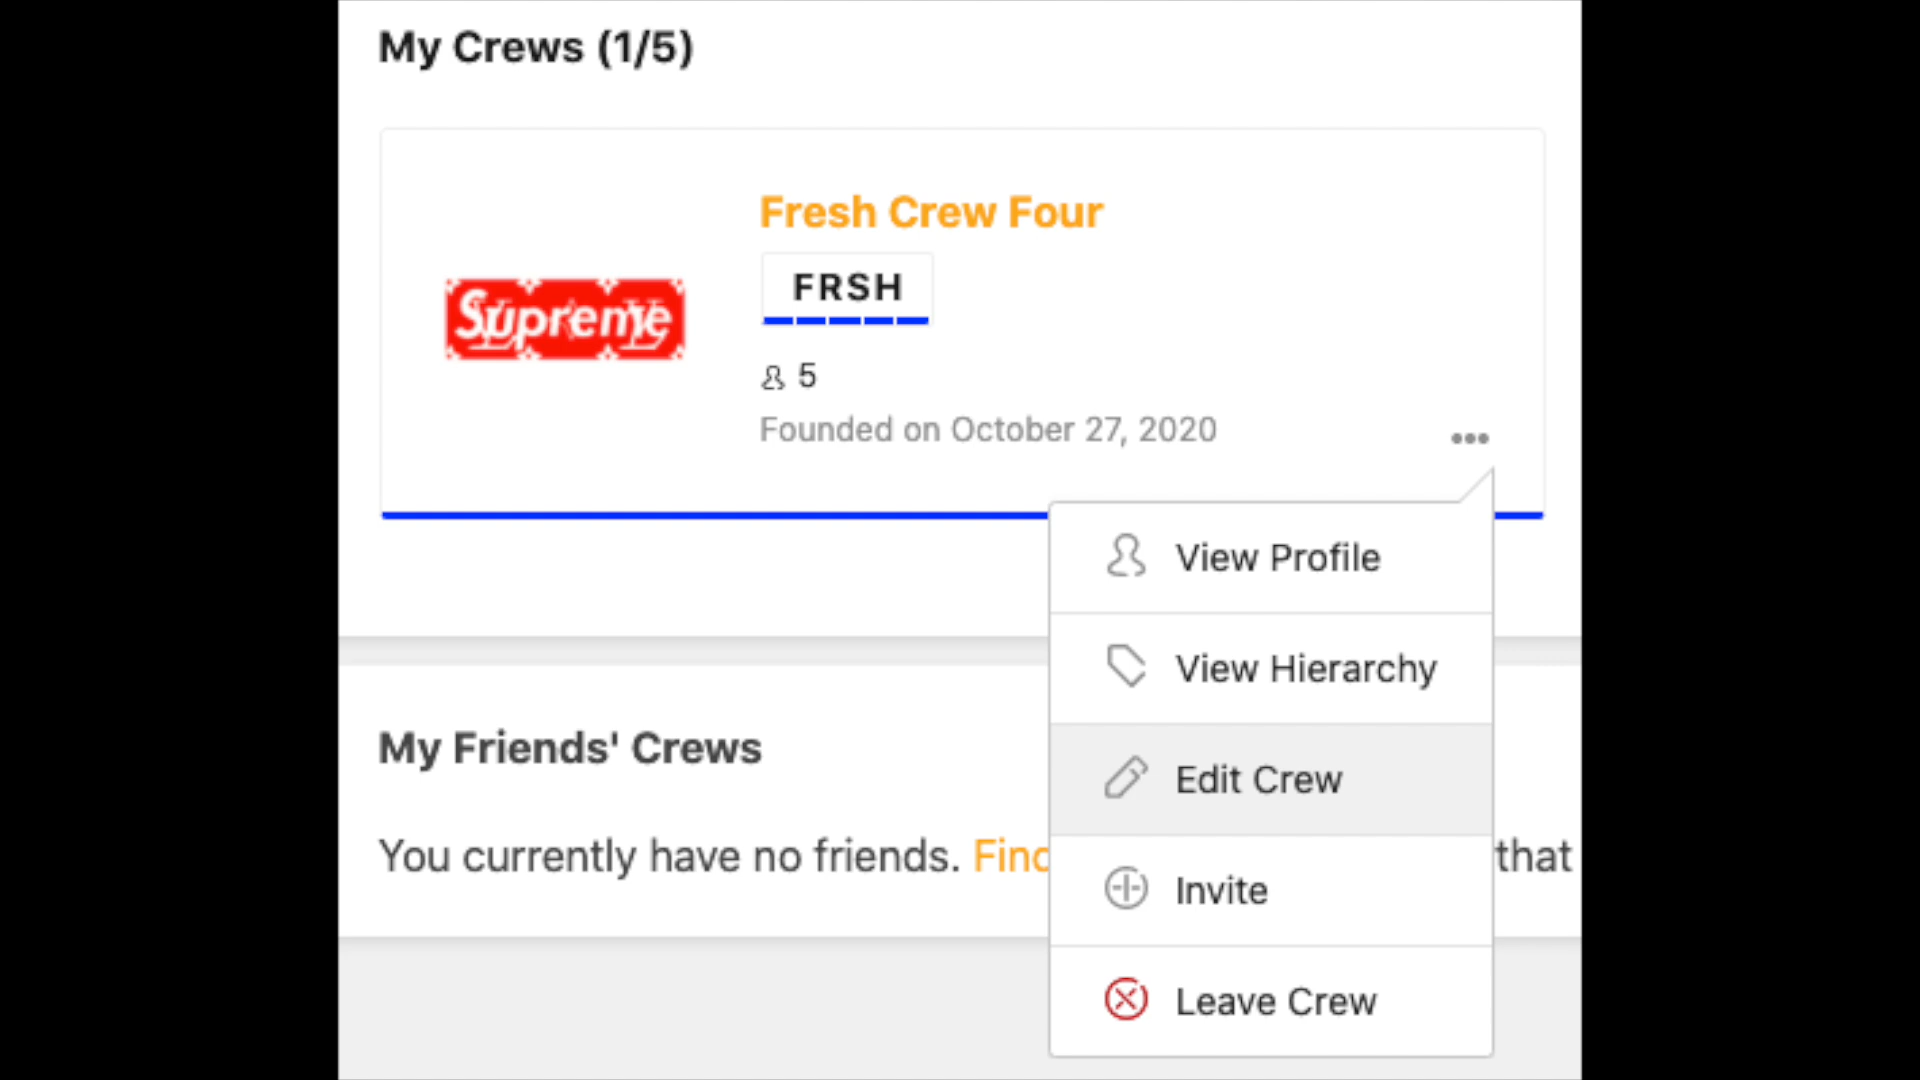 My Crews (1/5)
Fresh Crew Four
Supreme
FRSH
5
Founded on October 27, 2020
View Profile
View Hierarchy
My Friends' Crews
Edit Crew
You currently have no friends. Find that
Invite
Leave Crew